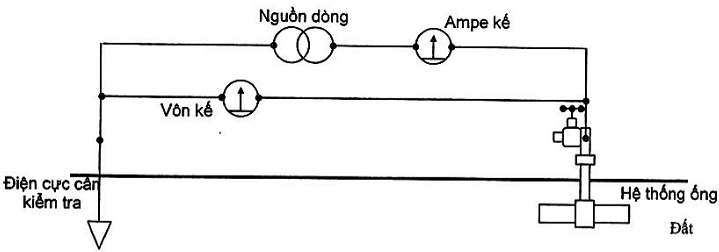 Nguồn dòng
Ampe kế
Vôn kế
Điện cực cần
kiểm tra
Hệ thống ống
Đất